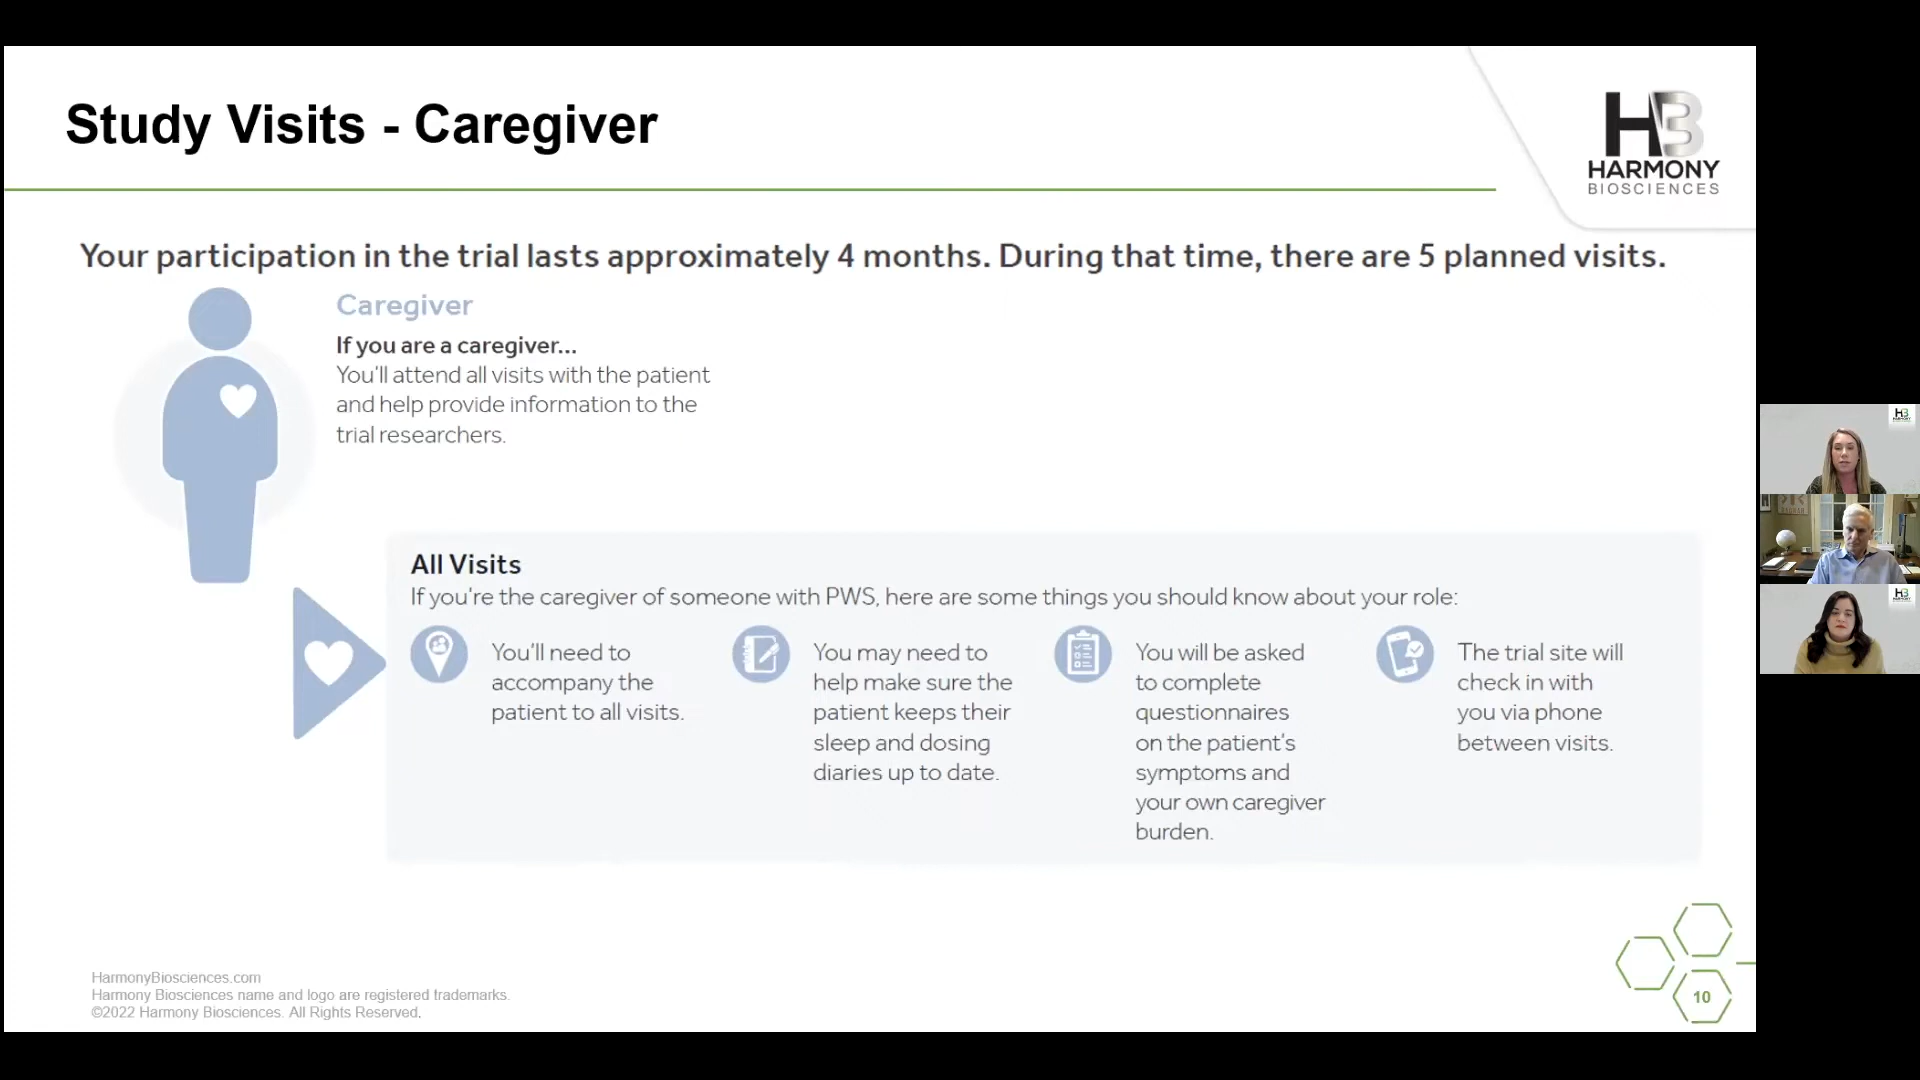 Study Visits - Caregiver
HB
HARMONY
BIOSCIENCES
Your participation in the trial lasts approximately 4 months. During that time, there are 5 planned visits.
Caregiver
If you are a caregiver...
You'll attend all visits with the patient
and help provide information to the
trial researchers.
All Visits
If you're the caregiver of someone with PWS, here are some things you should know about your role:
You'll need to
accompany the
patient to all visits.
You may need to
help make sure the
patient keeps their
sleep and dosing
diaries up to date.
You will be asked
to complete
questionnaires
on the patient's
symptoms and
your own caregiver
burden.
The trial site will
check in with
you via phone
between visits.
HarmonyBiosciences.com
Harmony Biosciences name and logo are registered trademarks.
©2022 Harmony Biosciences. All Rights Reserved.
10
HB
HARMONY
HB
HARMONY